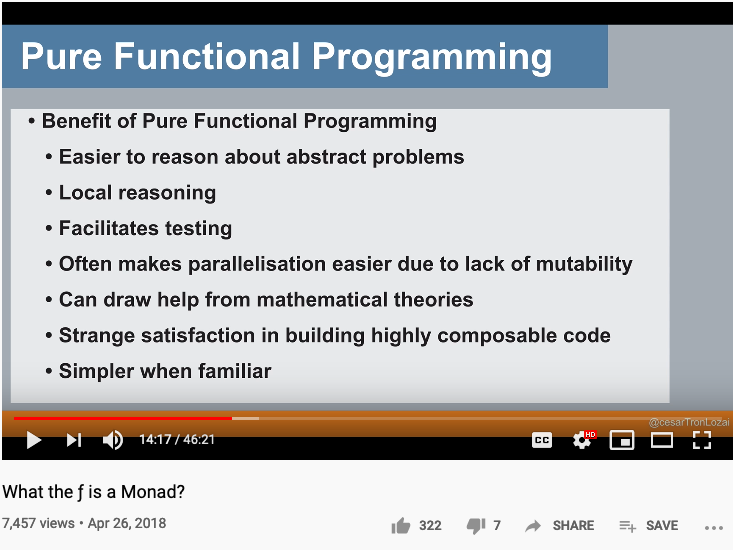 Pure Functional Programming
• Benefit of Pure Functional Programming
• Easier to reason about abstract problems
• Local reasoning
• Facilitates testing
• Often makes parallelisation easier due to lack of mutability
• Can draw help from mathematical theories
• Strange satisfaction in building highly composable code
• Simpler when familiar
@cesarTronLozai
14:17 / 46:21
CC
HD
What the ƒ is a Monad?
7,457 views • Apr 26, 2018
322
7
SHARE
SAVE